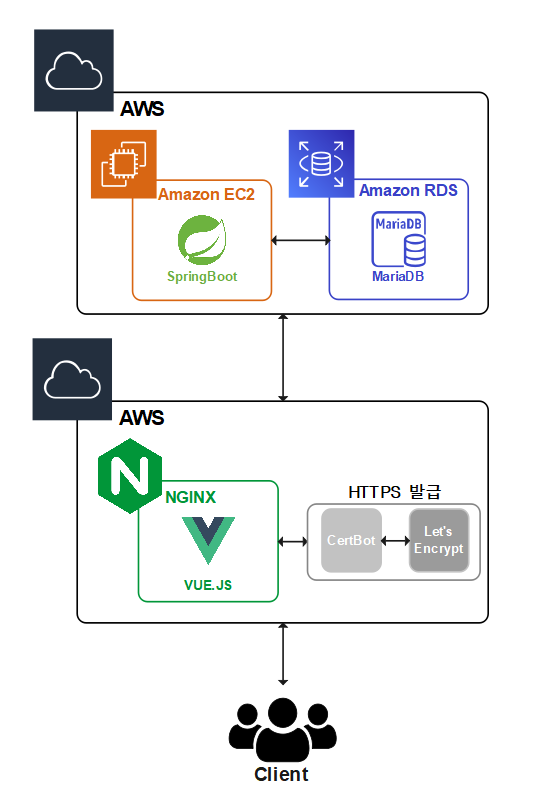 AWS
Amazon EC2
Amazon RDS
SpringBoot
MariaDB
MariaDB
AWS
NGINX
VUE.JS
HTTPS 발급
CertBot
Let's
Encrypt
Client